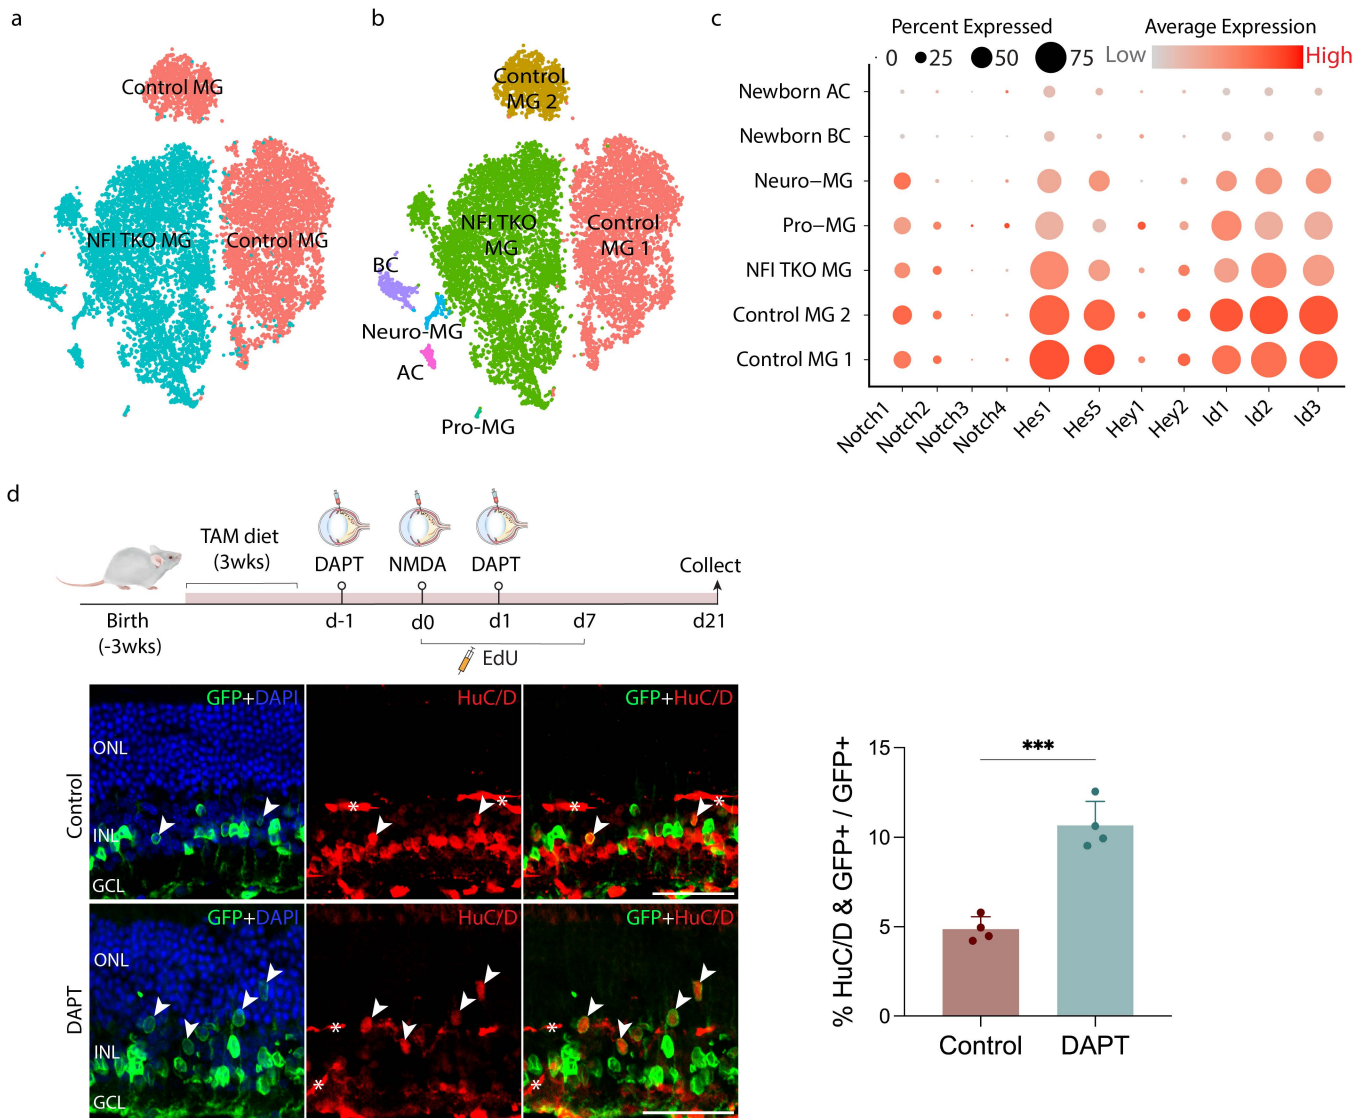 a
Control MG
NFI TKO MG
Control MG
b
Control
MG 2
NFI TKO
MG
Control
MG 1
BC
Neuro-MG
AC
Pro-MG
c
Percent Expressed
0 25 50 75
Average Expression
Low High
Newborn AC
Newborn BC
Neuro−MG
Pro−MG
NFI TKO MG
Control MG 2
Control MG 1
Notch1
Notch2
Notch3
Notch4
Hes1
Hes5
Hey1
Hey2
Id1
Id2
Id3
d
TAM diet
(3wks)
DAPT
NMDA
DAPT
Collect
Birth
(-3wks)
d-1
d0
d1
d7
d21
EdU
Control
GFP+DAPI
ONL
INL
GCL
HuC/D
*
*
GFP+HuC/D
*
*
DAPT
GFP+DAPI
ONL
INL
GCL
HuC/D
*
*
GFP+HuC/D
*
*
% HuC/D & GFP+ / GFP+
15
10
5
0
***
Control
DAPT